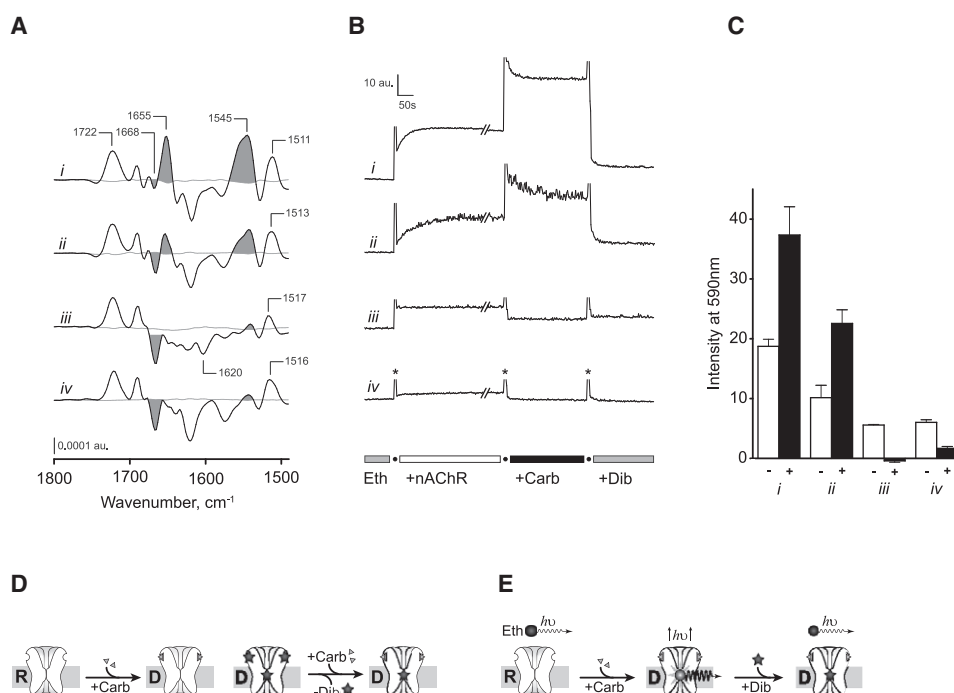 A
1722
1668
1655
1545
1511
i
1513
ii
1517
iii
1620
1516
iv
0.0001 au.
1800 1700 1600 1500
Wavenumber, cm-1
B
10 au.
50s
i
ii
iii
iv
* * *
Eth • +nAChR • +Carb • +Dib
C
Intensity at 590nm
40
30
20
10
0
- + - + - + - +
i ii iii iv
D
R +Carb D D +Carb -Dib D
E
Eth hυ hυ hυ
R +Carb D +Dib D